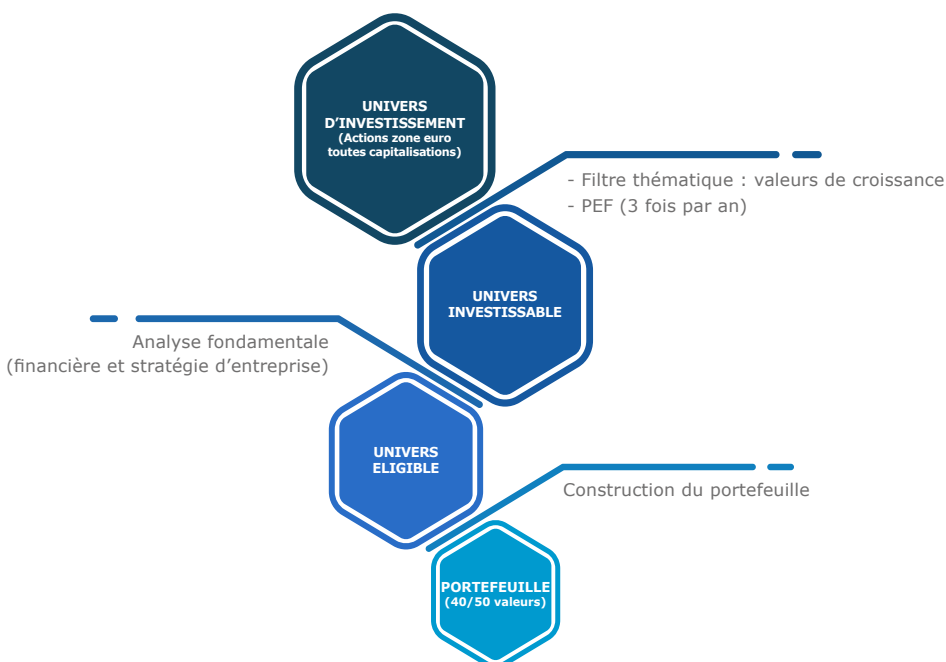 UNIVERS
D’INVESTISSEMENT
(Actions zone euro
toutes capitalisations)
- Filtre thématique : valeurs de croissance
- PEF (3 fois par an)
UNIVERS
INVESTISSABLE
Analyse fondamentale
(financière et stratégie d’entreprise)
UNIVERS
ELIGIBLE
Construction du portefeuille
PORTEFEUILLE
(40/50 valeurs)